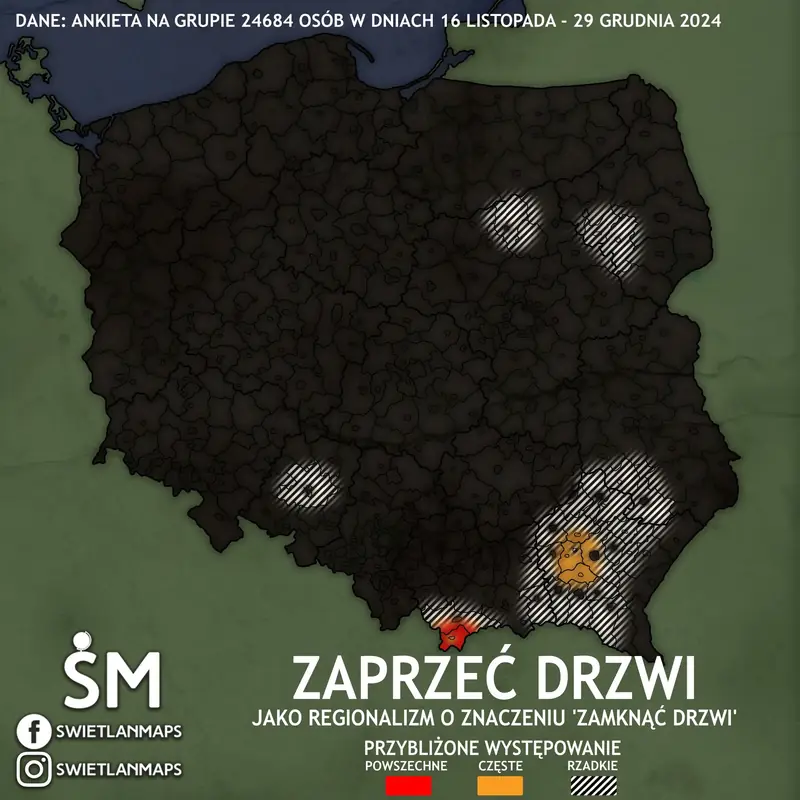 DANE: ANKIETA NA GRUPIE 24684 OSÓB W DNIACH 16 LISTOPADA - 29 GRUDNIA 2024
ŚM
SWIETLANMAPS
SWIETLANMAPS
ZAPRZEĆ DRZWI
JAKO REGIONALIZM O ZNACZENIU 'ZAMKNĄĆ DRZWI'
PRZYBLIŻONE WYSTĘPOWANIE
POWSZECHNE CZĘSTE RZADKIE